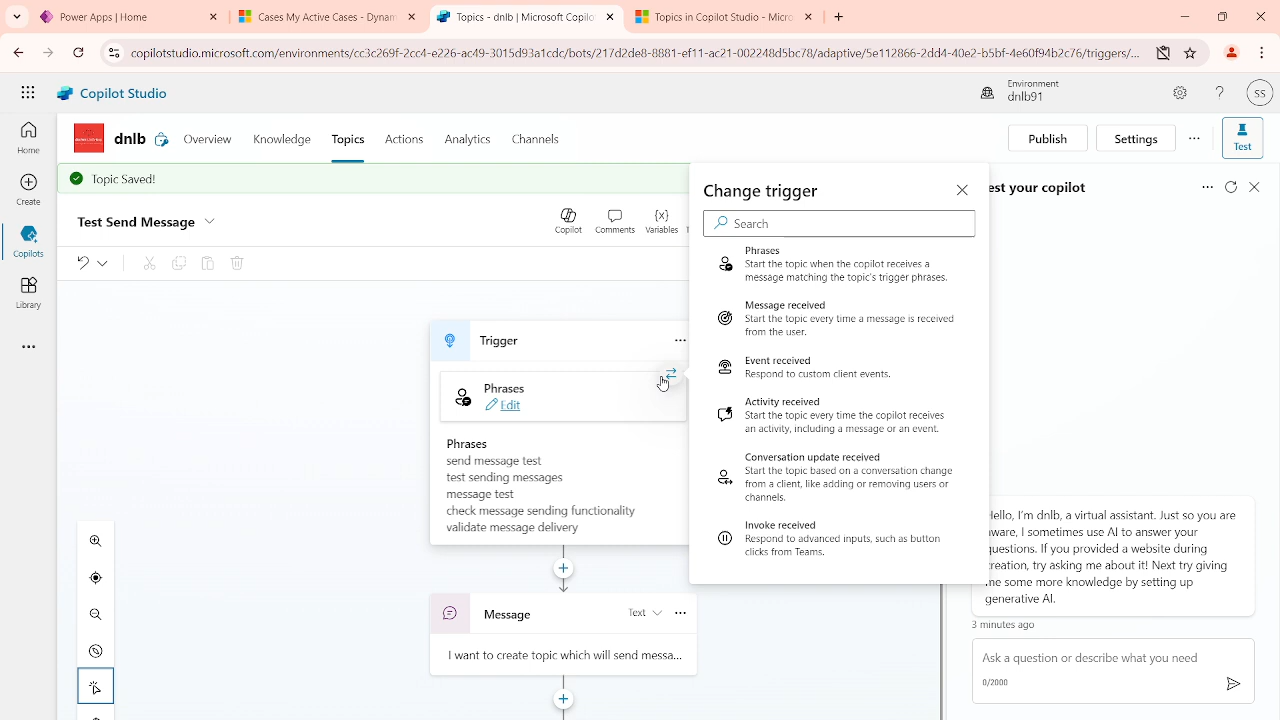 Power Apps | Home
Cases My Active Cases - Dynam
Topics - dnlb | Microsoft Copilo
Topics in Copilot Studio - Micro
copilotstudio.microsoft.com/environments/cc3c269f-2cc4-e226-ac49-3015d93a1cdc/bots/217d2de8-8881-ef11-ac21-002248d5bc78/adaptive/5e112866-2dd4-40e2-b5bf-4e60f94b2c76/triggers/...
Copilot Studio
Environment
dnlb91
SS
Home
Create
Copilots
Library
dnlb
Overview
Knowledge
Topics
Actions
Analytics
Channels
Publish
Settings
Test
Topic Saved!
Test Send Message
Copilot
Comments
Variables
Trigger
Phrases
Edit
Phrases
send message test
test sending messages
message test
check message sending functionality
validate message delivery
Message
Text
I want to create topic which will send messa...
Change trigger
Search
Phrases
Start the topic when the copilot receives a
message matching the topic's trigger phrases.
Message received
Start the topic every time a message is received
from the user.
Event received
Respond to custom client events.
Activity received
Start the topic every time the copilot receives
an activity, including a message or an event.
Conversation update received
Start the topic based on a conversation change
from a client, like adding or removing users or
channels.
Invoke received
Respond to advanced inputs, such as button
clicks from Teams.
est your copilot
ello, I'm dnlb, a virtual assistant. Just so you are
ware, I sometimes use AI to answer your
uestions. If you provided a website during
reation, try asking me about it! Next try giving
me some more knowledge by setting up
generative AI.
3 minutes ago
Ask a question or describe what you need
0/2000